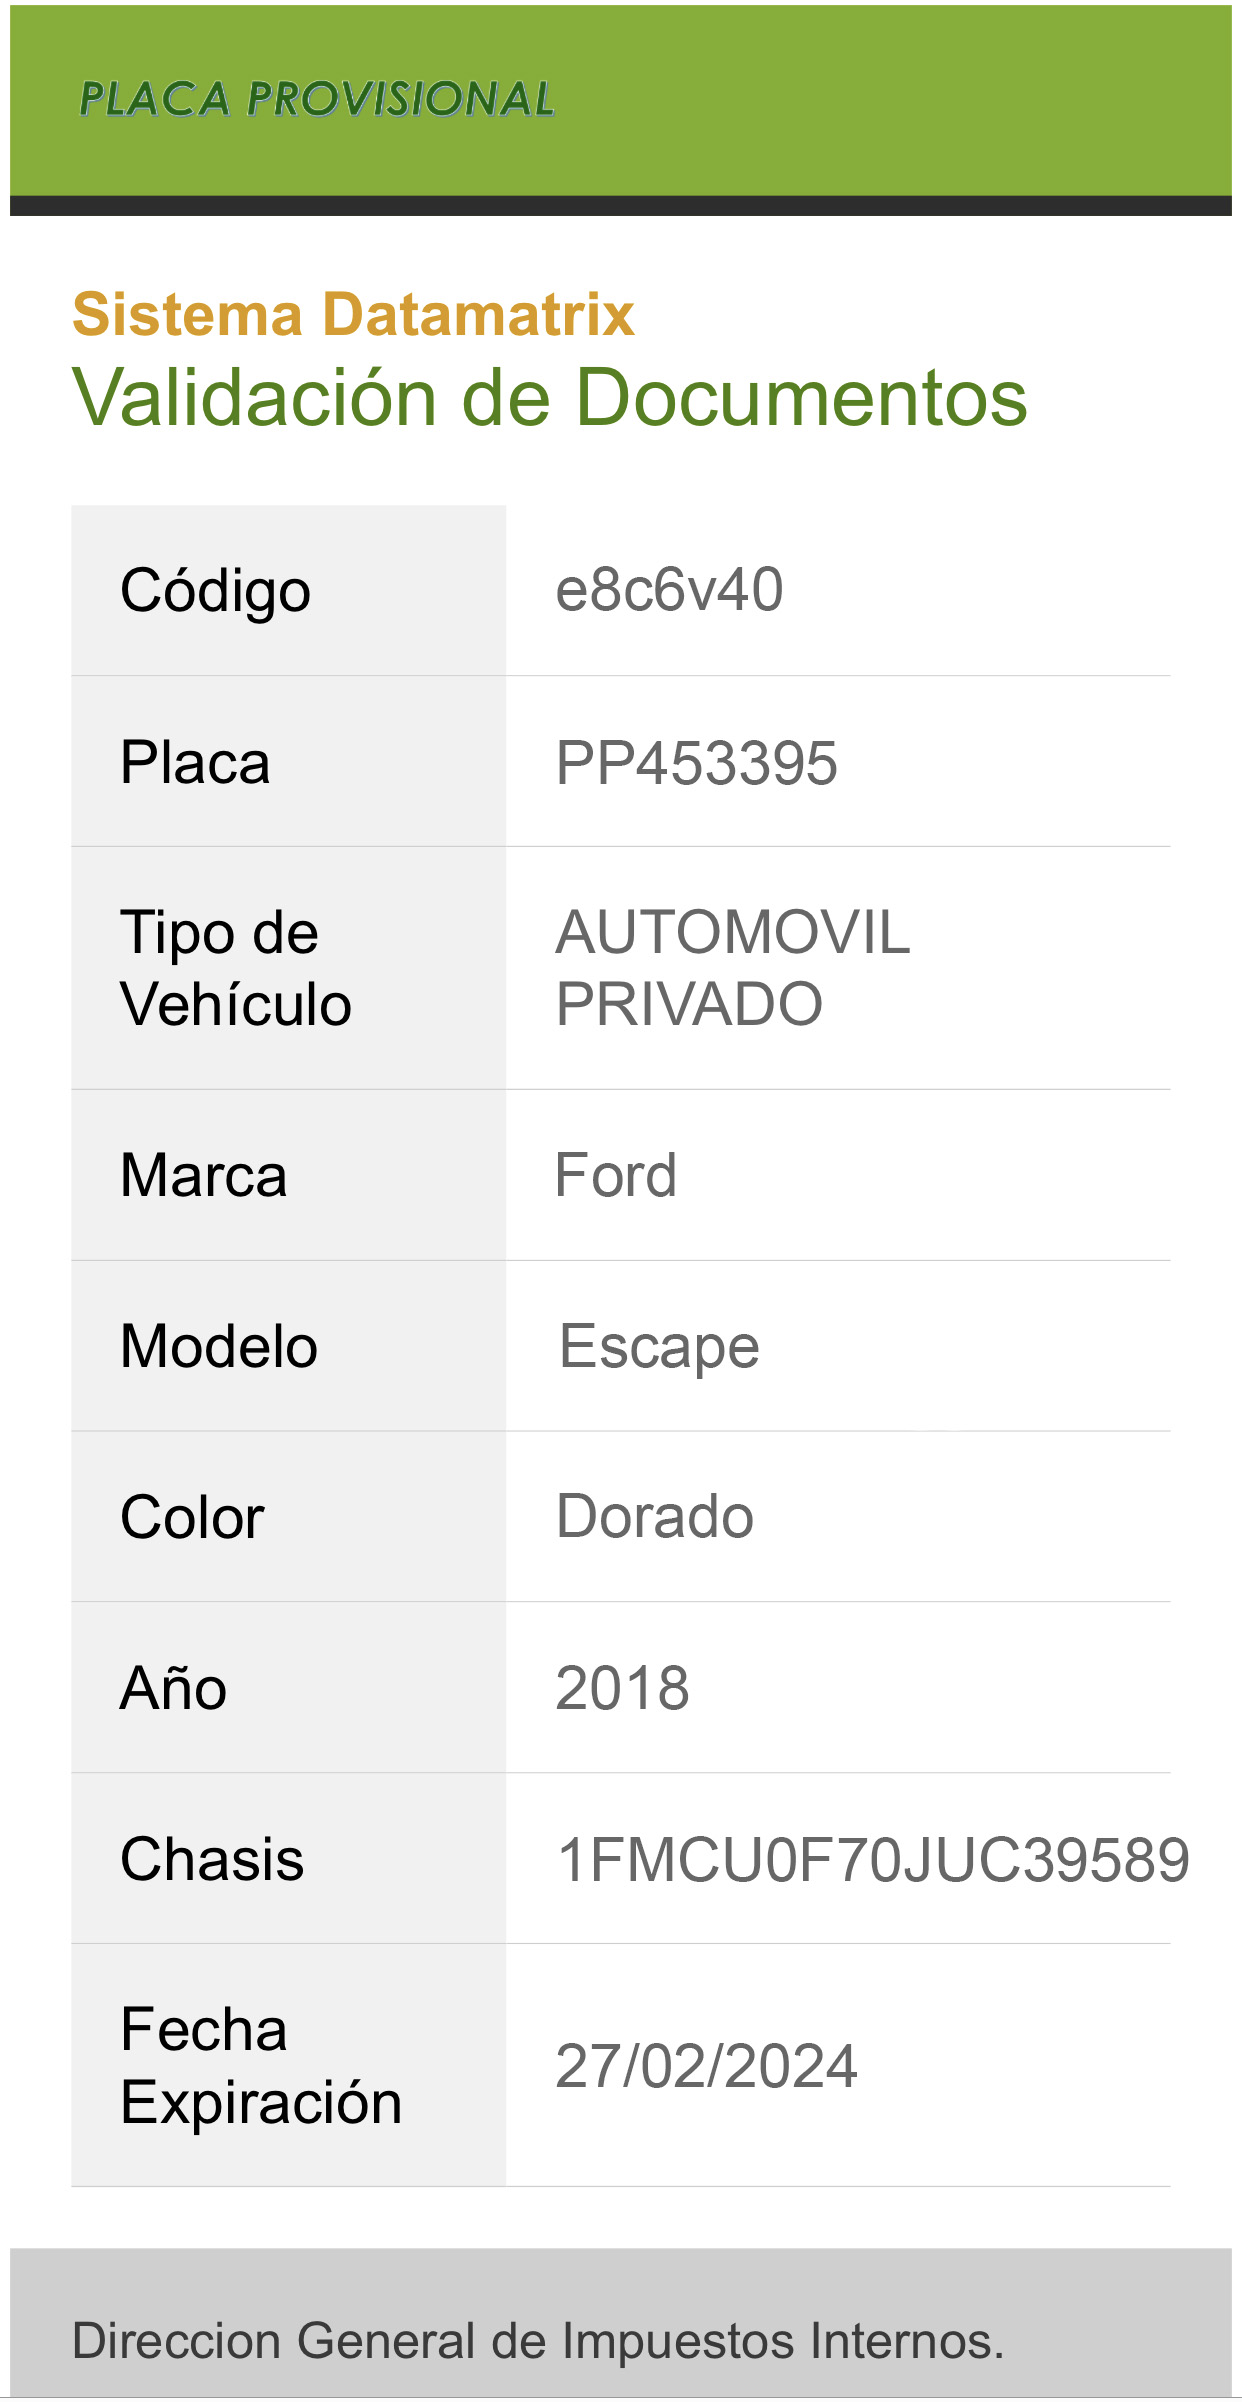 PLACA PROVISIONAL
Sistema Datamatrix
Validación de Documentos
Código e8c6v40
Placa PP453395
Tipo de Vehículo AUTOMOVIL PRIVADO
Marca Ford
Modelo Escape
Color Dorado
Año 2018
Chasis 1FMCU0F70JUC39589
Fecha Expiración 27/02/2024
Direccion General de Impuestos Internos.